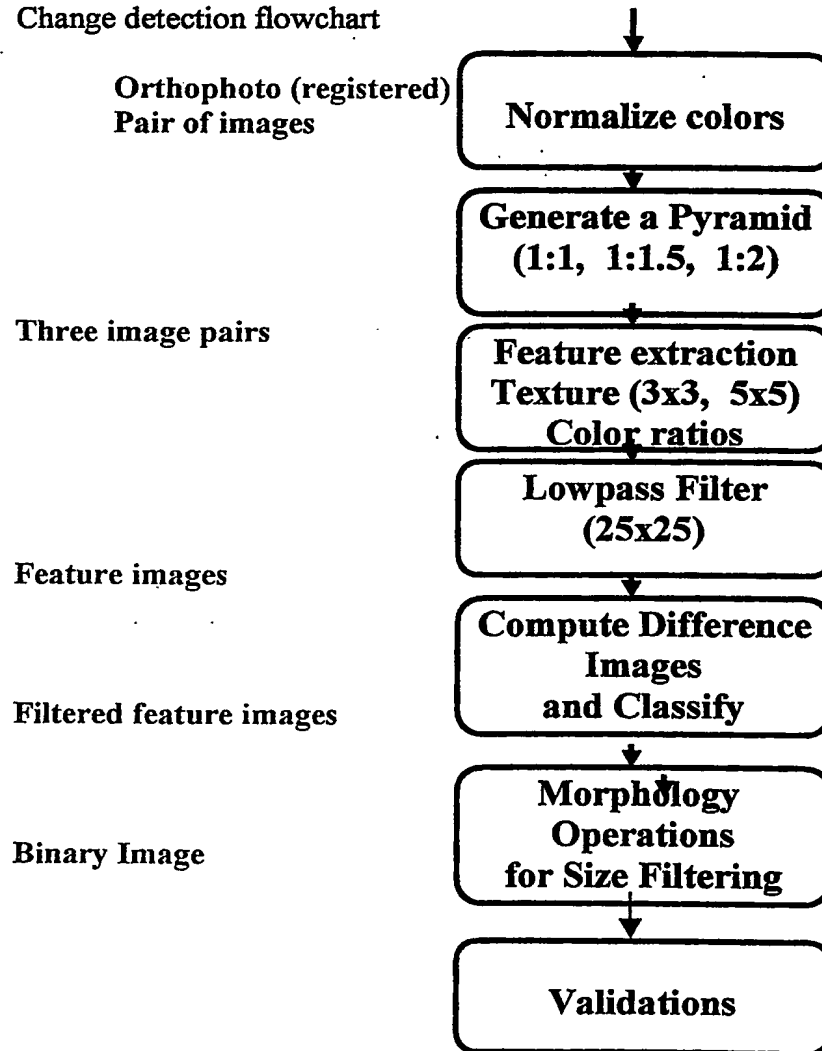 Change detection flowchart
Orthophoto (registered)
Pair of images
Normalize colors
Generate a Pyramid
(1:1, 1:1.5, 1:2)
Three image pairs
Feature extraction
Texture (3x3, 5x5)
Color ratios
Lowpass Filter
(25x25)
Feature images
Compute Difference
Images
and Classify
Filtered feature images
Morphology
Operations
for Size Filtering
Binary Image
Validations